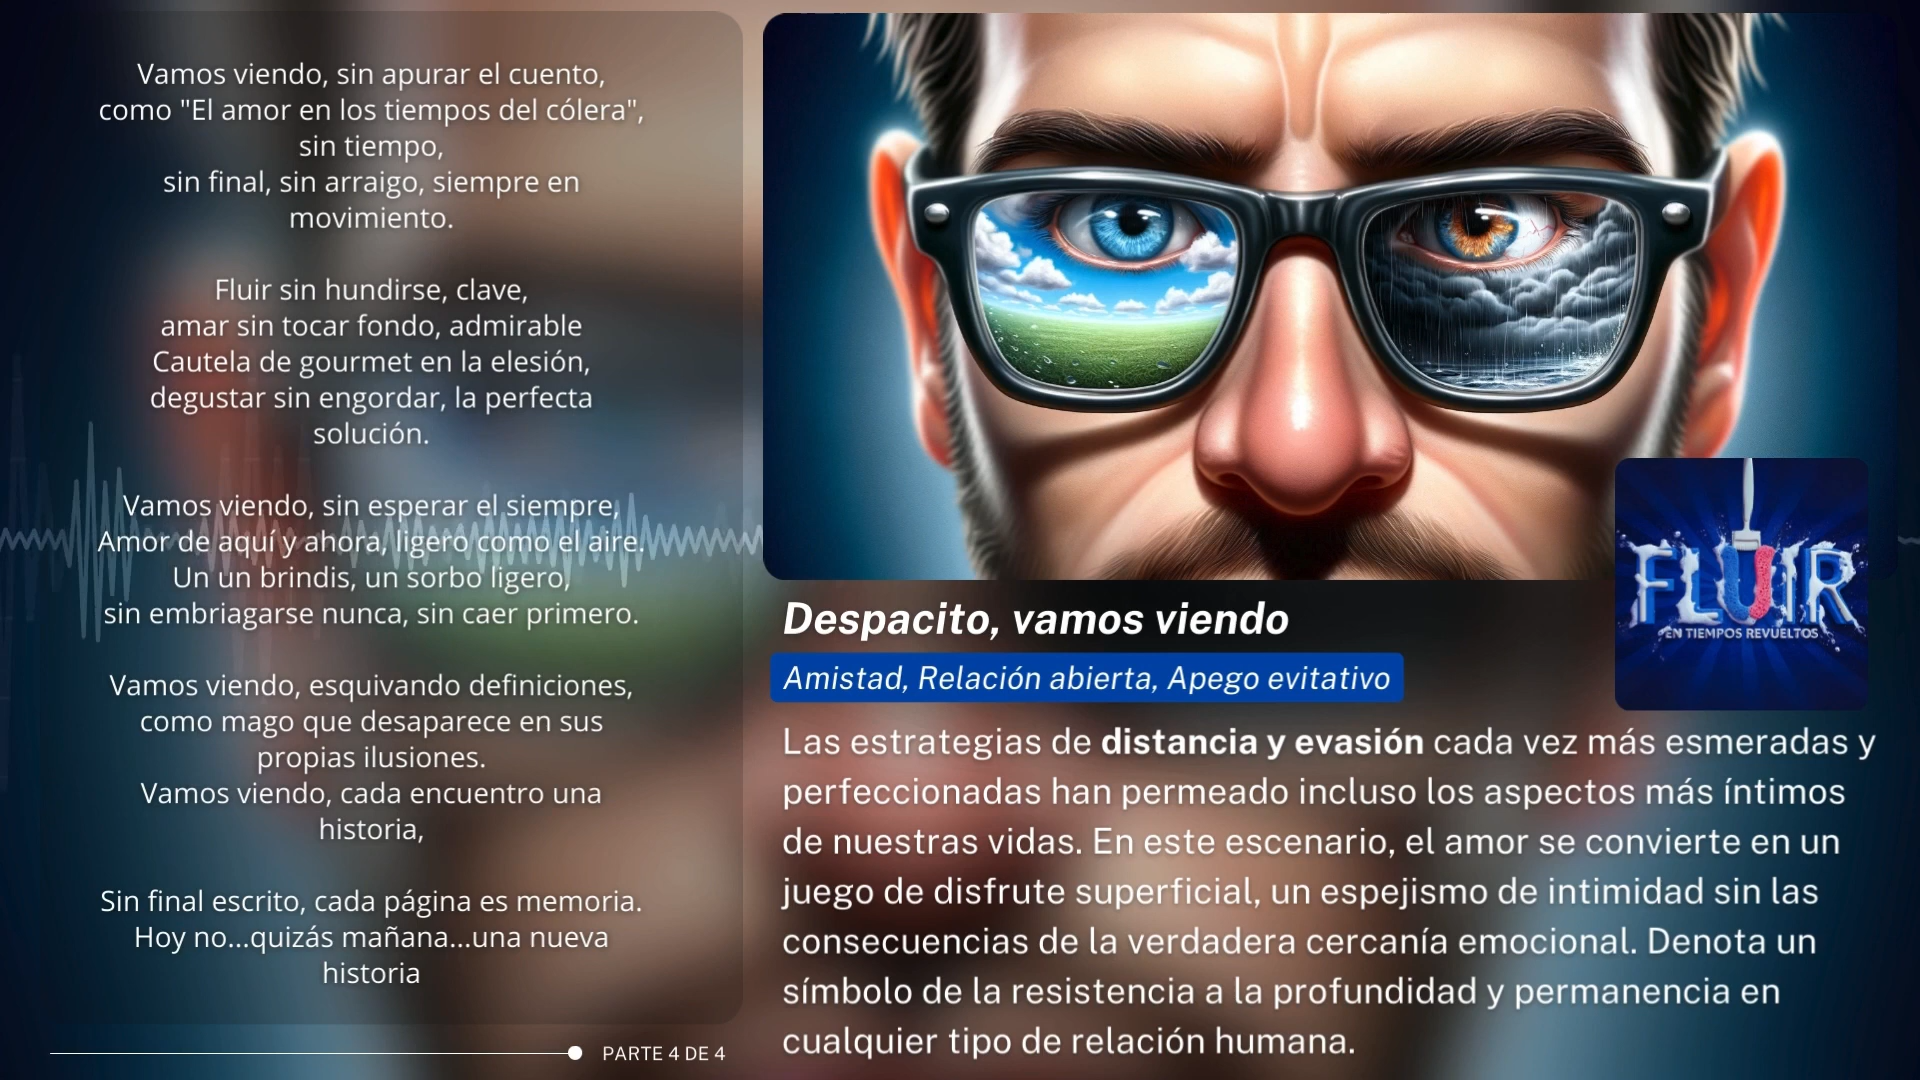 Vamos viendo, sin apurar el cuento,
como "El amor en los tiempos del cólera",
sin tiempo,
sin final, sin arraigo, siempre en
movimiento.
Fluir sin hundirse, clave,
amar sin tocar fondo, admirable
Cautela de gourmet en la elesión,
degustar sin engordar, la perfecta
solución.
Vamos viendo, sin esperar el siempre,
Amor de aquí y ahora, ligero como el aire.
Un un brindis, un sorbo ligero,
sin embriagarse nunca, sin caer primero.
Vamos viendo, esquivando definiciones,
como mago que desaparece en sus
propias ilusiones.
Vamos viendo, cada encuentro una
historia,
Sin final escrito, cada página es memoria.
Hoy no...quizás mañana...una nueva
historia
PARTE 4 DE 4
FLUIR
EN TIEMPOS REVUELTOS
Despacito, vamos viendo
Amistad, Relación abierta, Apego evitativo
Las estrategias de distancia y evasión cada vez más esmeradas y
perfeccionadas han permeado incluso los aspectos más íntimos
de nuestras vidas. En este escenario, el amor se convierte en un
juego de disfrute superficial, un espejismo de intimidad sin las
consecuencias de la verdadera cercanía emocional. Denota un
símbolo de la resistencia a la profundidad y permanencia en
cualquier tipo de relación humana.